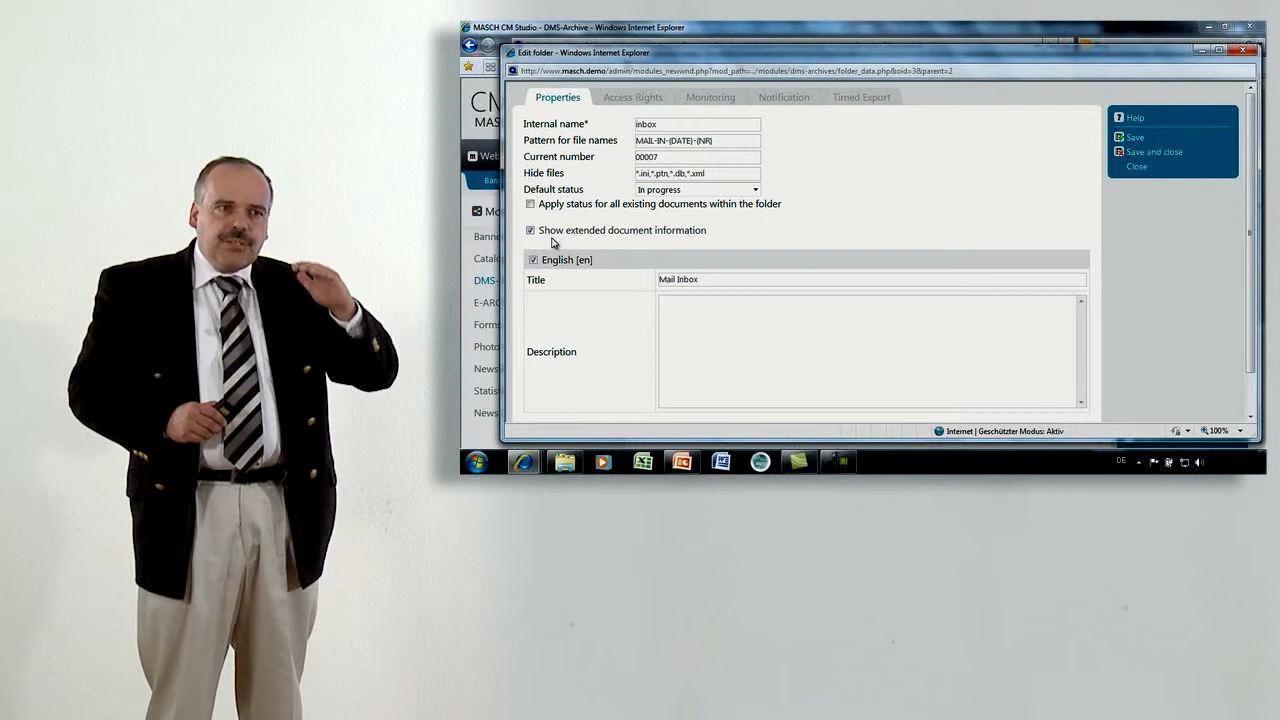 MASCH CM Studio - DMS-Archive - Windows Internet Explorer
Edit folder - Windows Internet Explorer
http://www.masch.demo/admin/modules_newwnd.php?mod_path=../modules/dms-archives/folder_data.php&oid=3&parent=2
CM
MAS
Web
Ban
Mo
Banne
Catalo
DMS-
E-ARC
Forms
Photo
News
Statis
News
Properties
Access Rights
Monitoring
Notification
Timed Export
Internal name* inbox
Pattern for file names MAIL-IN-{DATE}-{NR}
Current number 00007
Hide files *.ini,*.ptn,*.db,*.xml
Default status In progress
Apply status for all existing documents within the folder
Show extended document information
English [en]
Title Mail Inbox
Description
Help
Save
Save and close
Close
Internet | Geschützter Modus: Aktiv
100%
DE